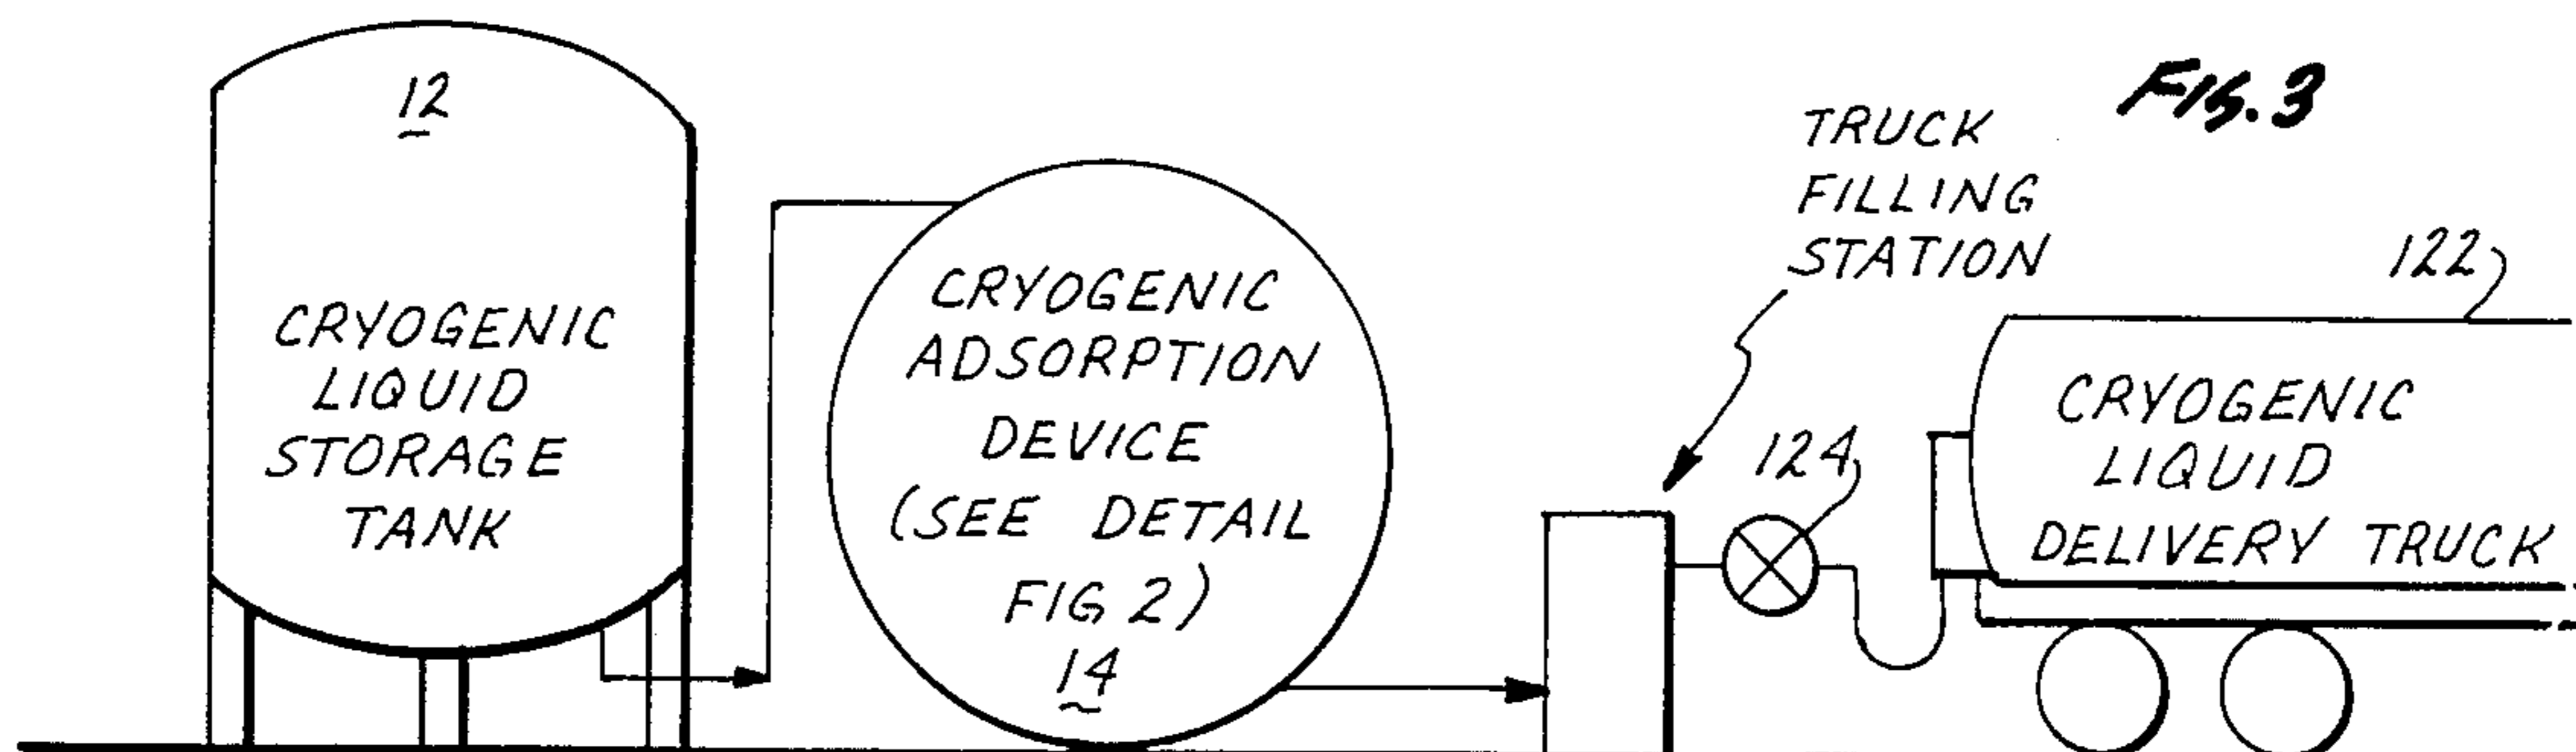 12
CRYOGENIC
LIQUID
STORAGE
TANK
CRYOGENIC
ADSORPTION
DEVICE
(SEE DETAIL
FIG 2)
14
TRUCK
FILLING
STATION
FIG. 3
124
122
CRYOGENIC
LIQUID
DELIVERY TRUCK